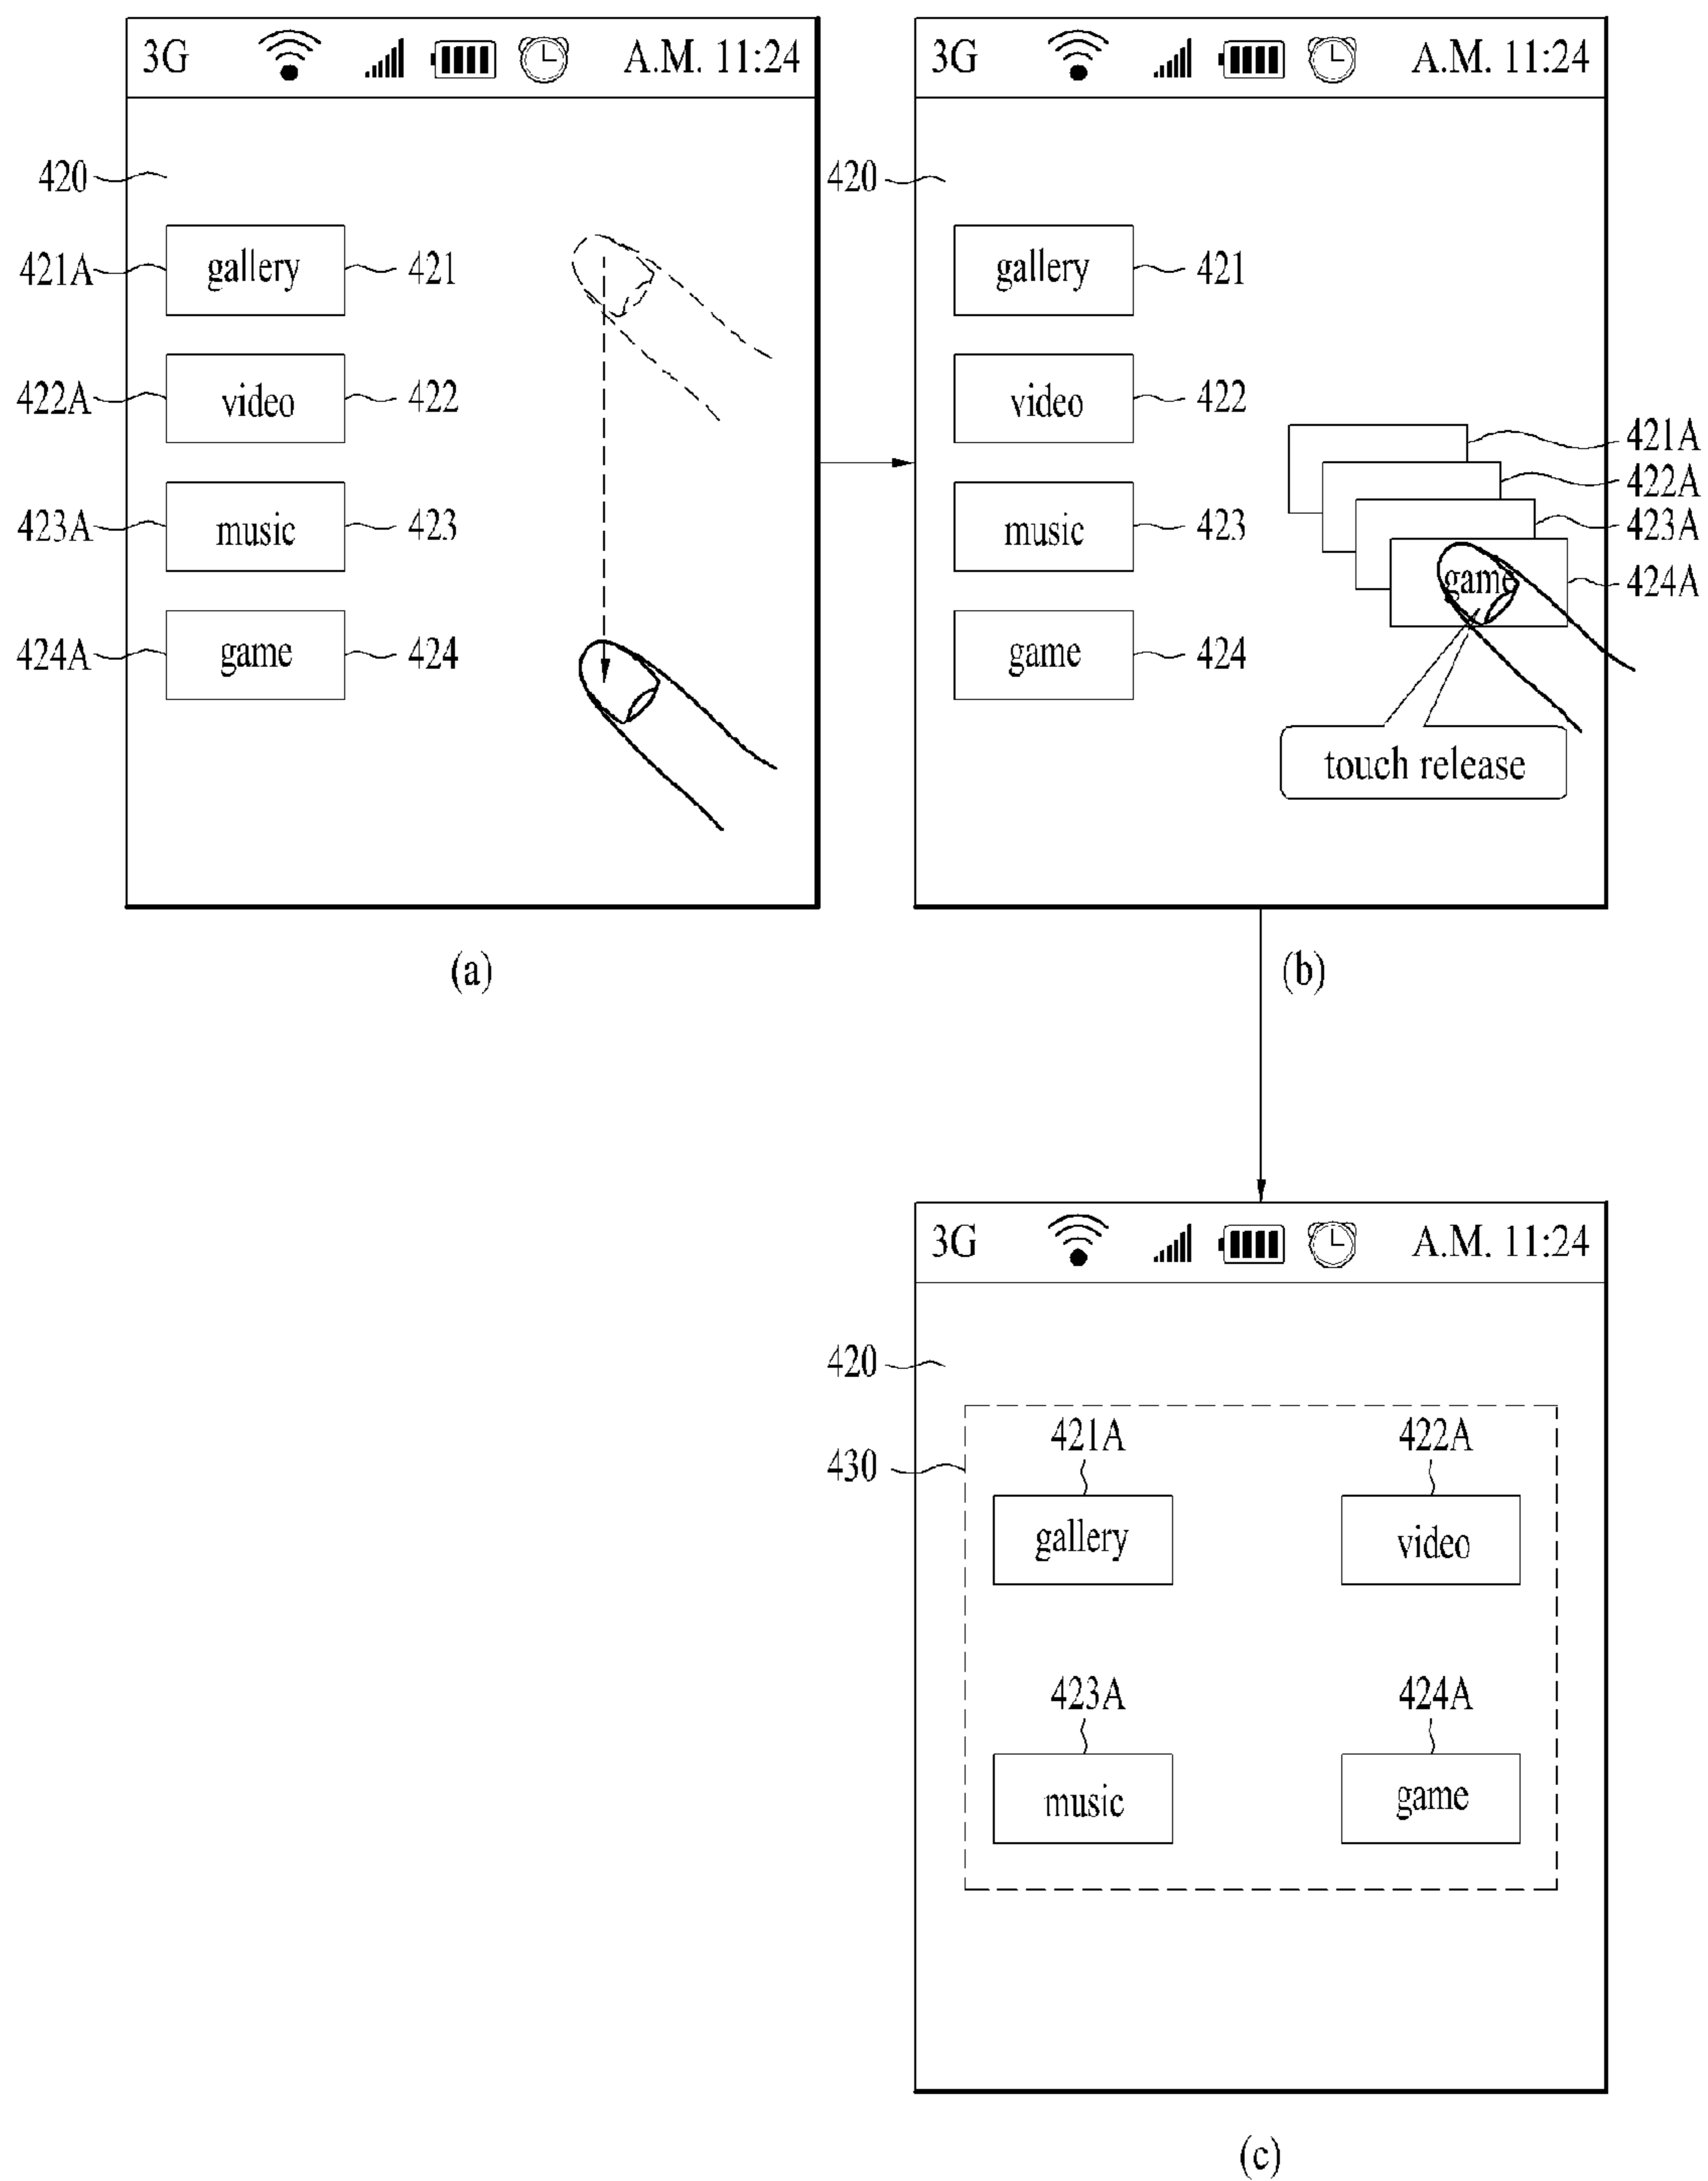 3G A.M. 11:24
420
421A gallery 421
422A video 422
423A music 423
424A game 424
(a)
3G A.M. 11:24
420
gallery 421
video 422
421A
422A
music 423
423A
game
424A
game 424
touch release
(b)
3G A.M. 11:24
420
430
421A 422A
gallery video
423A 424A
music game
(c)